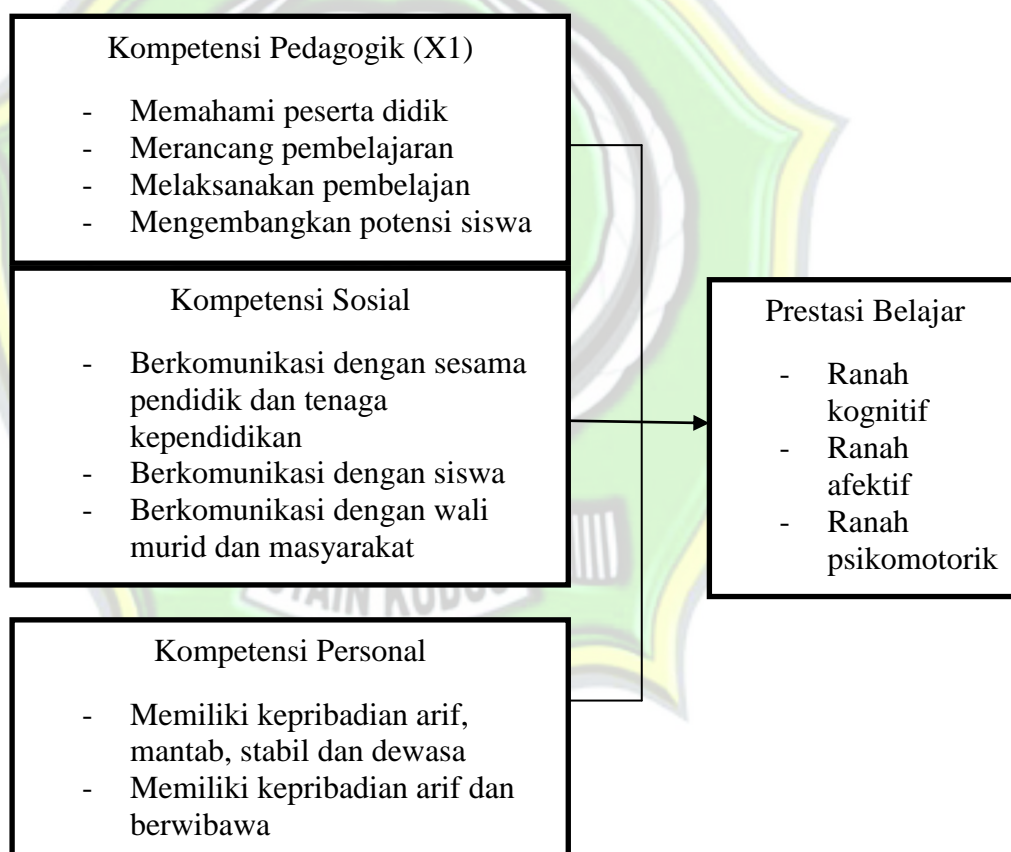 Kompetensi Pedagogik (X1)
- Memahami peserta didik
- Merancang pembelajaran
- Melaksanakan pembelajan
- Mengembangkan potensi siswa
Kompetensi Sosial
- Berkomunikasi dengan sesama
pendidik dan tenaga
kependidikan
- Berkomunikasi dengan siswa
- Berkomunikasi dengan wali
murid dan masyarakat
Kompetensi Personal
- Memiliki kepribadian arif,
mantab, stabil dan dewasa
- Memiliki kepribadian arif dan
berwibawa
Prestasi Belajar
- Ranah
kognitif
- Ranah
afektif
- Ranah
psikomotorik
STAIN KUDUS